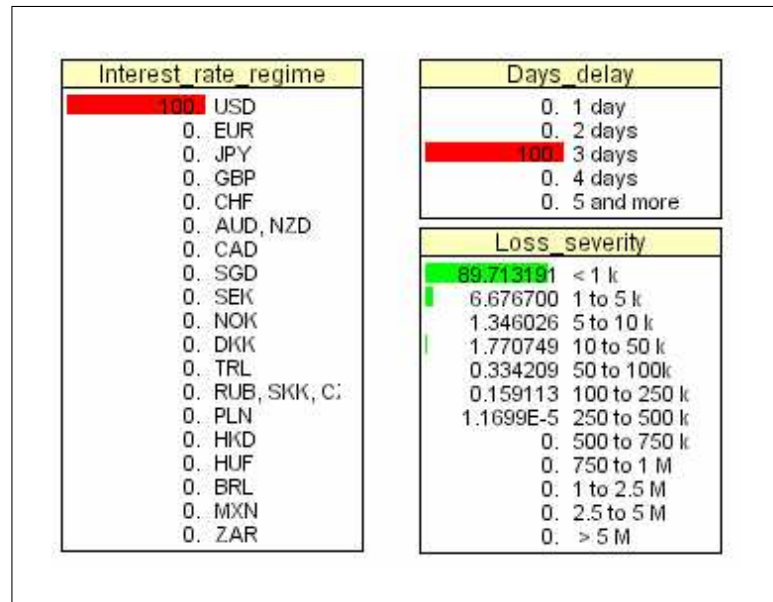 Interest_rate_regime
100. USD
0. EUR
0. JPY
0. GBP
0. CHF
0. AUD, NZD
0. CAD
0. SGD
0. SEK
0. NOK
0. DKK
0. TRL
0. RUB, SKK, CZ
0. PLN
0. HKD
0. HUF
0. BRL
0. MXN
0. ZAR
Days_delay
0. 1 day
0. 2 days
100. 3 days
0. 4 days
0. 5 and more
Loss_severity
89.713191 < 1 k
6.676700 1 to 5 k
1.346026 5 to 10 k
1.770749 10 to 50 k
0.334209 50 to 100k
0.159113 100 to 250 k
1.1699E-5 250 to 500 k
0. 500 to 750 k
0. 750 to 1 M
0. 1 to 2.5 M
0. 2.5 to 5 M
0. > 5 M